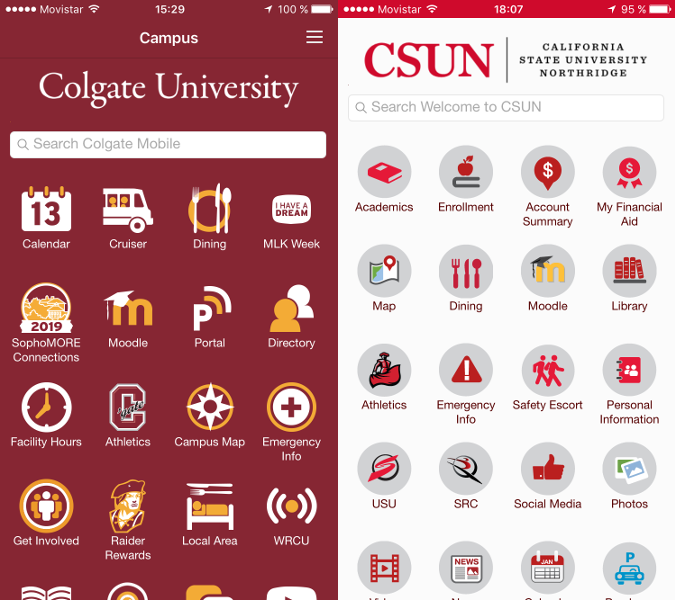 Movistar 15:29 100 %
Campus
Colgate University
Search Colgate Mobile
13
I HAVE A
DREAM
Calendar Cruiser Dining MLK Week
2019
SophoMORE
Connections
Moodle Portal Directory
Facility Hours Athletics Campus Map Emergency
Info
Get Involved Raider
Rewards
Local Area WRCU
Movistar 18:07 95 %
CSUN
CALIFORNIA
STATE UNIVERSITY
NORTHRIDGE
Search Welcome to CSUN
Academics Enrollment Account
Summary
My Financial
Aid
Map Dining Moodle Library
Athletics Emergency
Info
Safety Escort Personal
Information
USU SRC Social Media Photos
NEWS
JAN
P